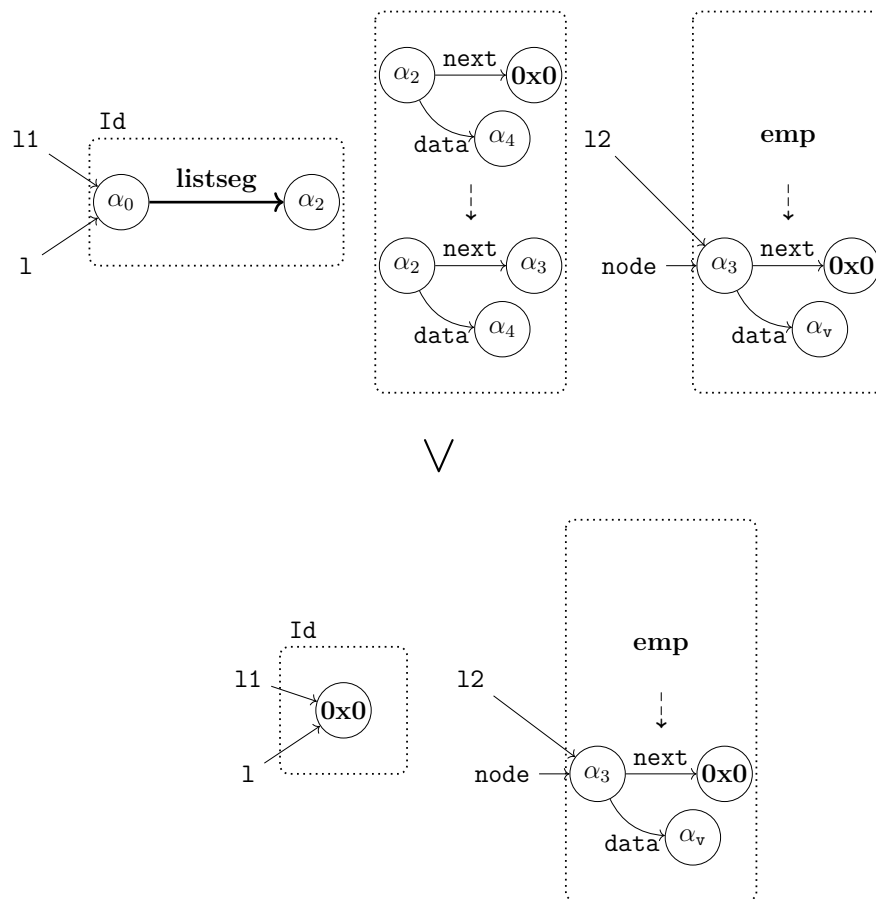 α₂ next 0x0
Id
l1 listseg data α₄ l2 emp
α₀ α₂
l α₂ next α₃ node α₃ next 0x0
data α₄ data αᵥ
∨
Id emp
l1 l2
0x0
l node α₃ next 0x0
data αᵥ